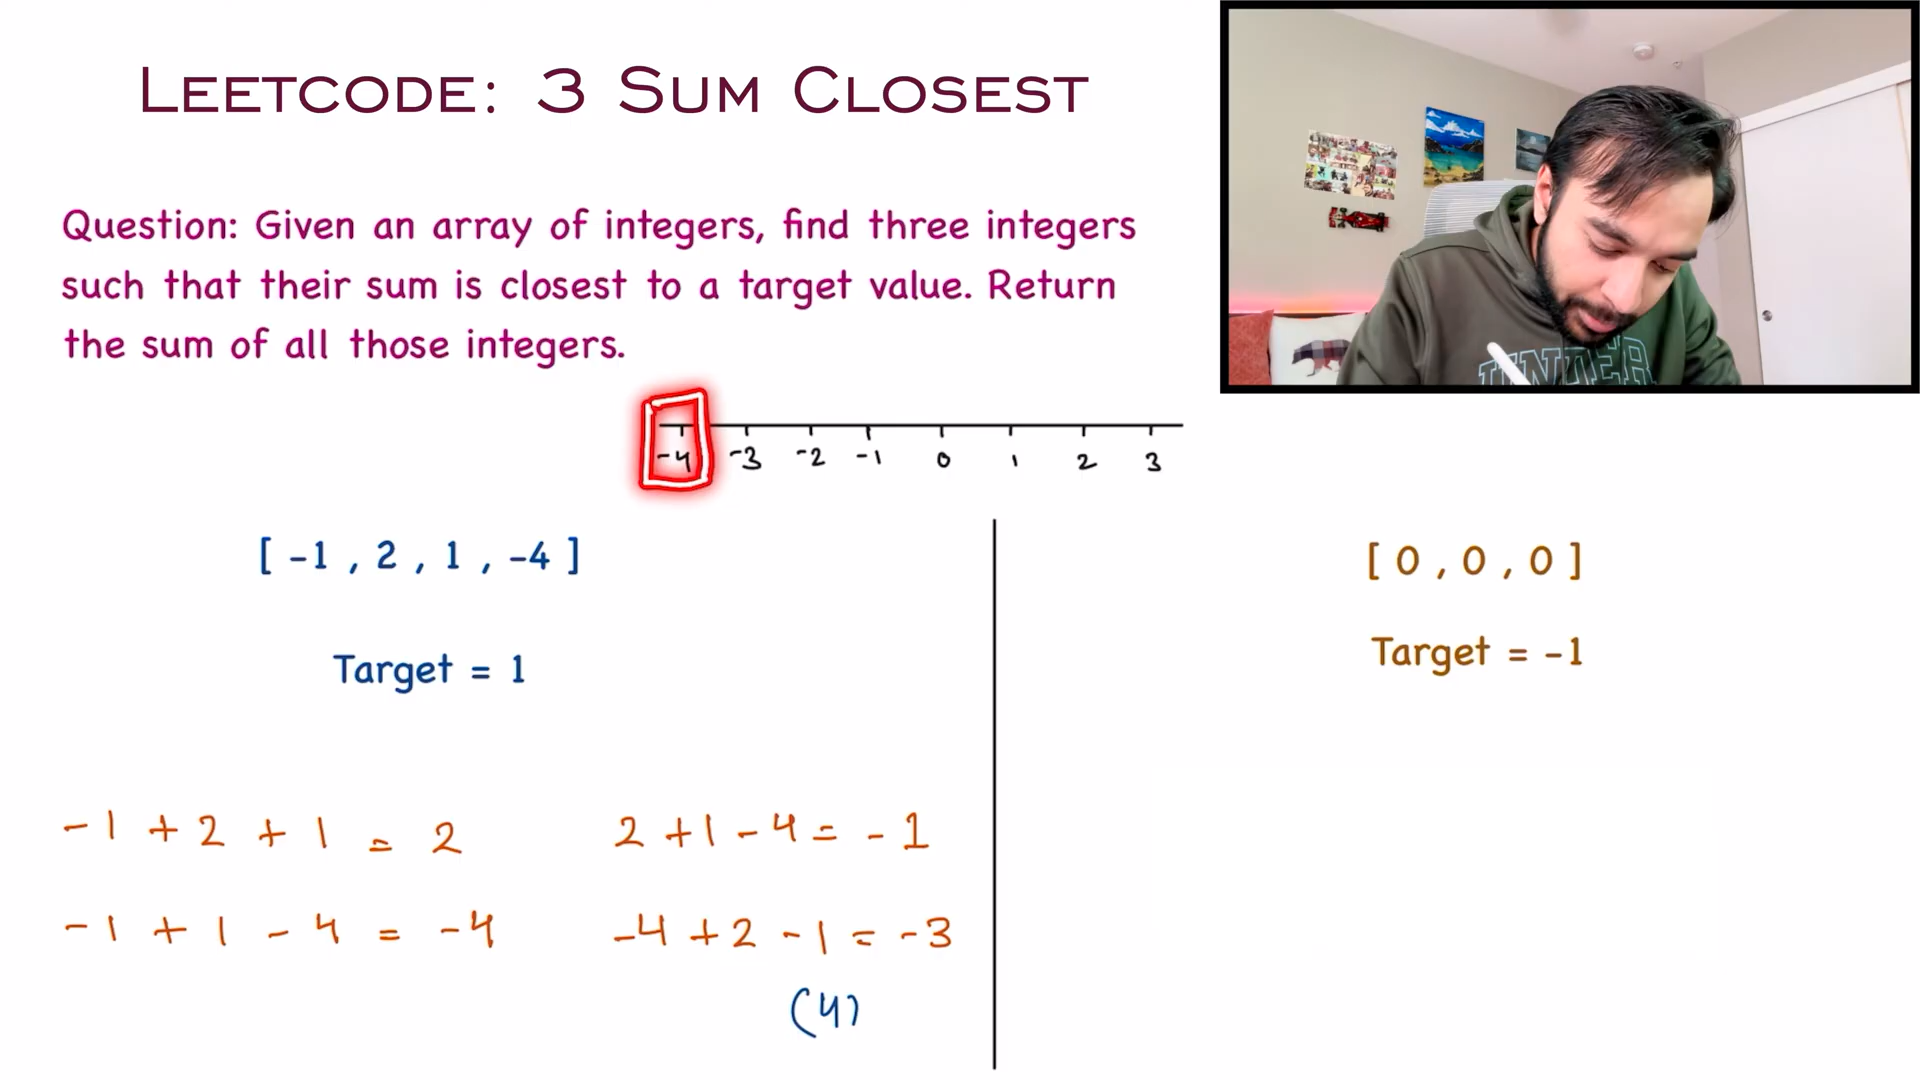 LEETCODE: 3 SUM CLOSEST
Question: Given an array of integers, find three integers
such that their sum is closest to a target value. Return
the sum of all those integers.
-4 -3 -2 -1 0 1 2 3
[ -1 , 2 , 1 , -4 ]
Target = 1
[ 0 , 0 , 0 ]
Target = -1
-1 + 2 + 1 = 2
2 + 1 - 4 = -1
-1 + 1 - 4 = -4
-4 + 2 - 1 = -3
(4)